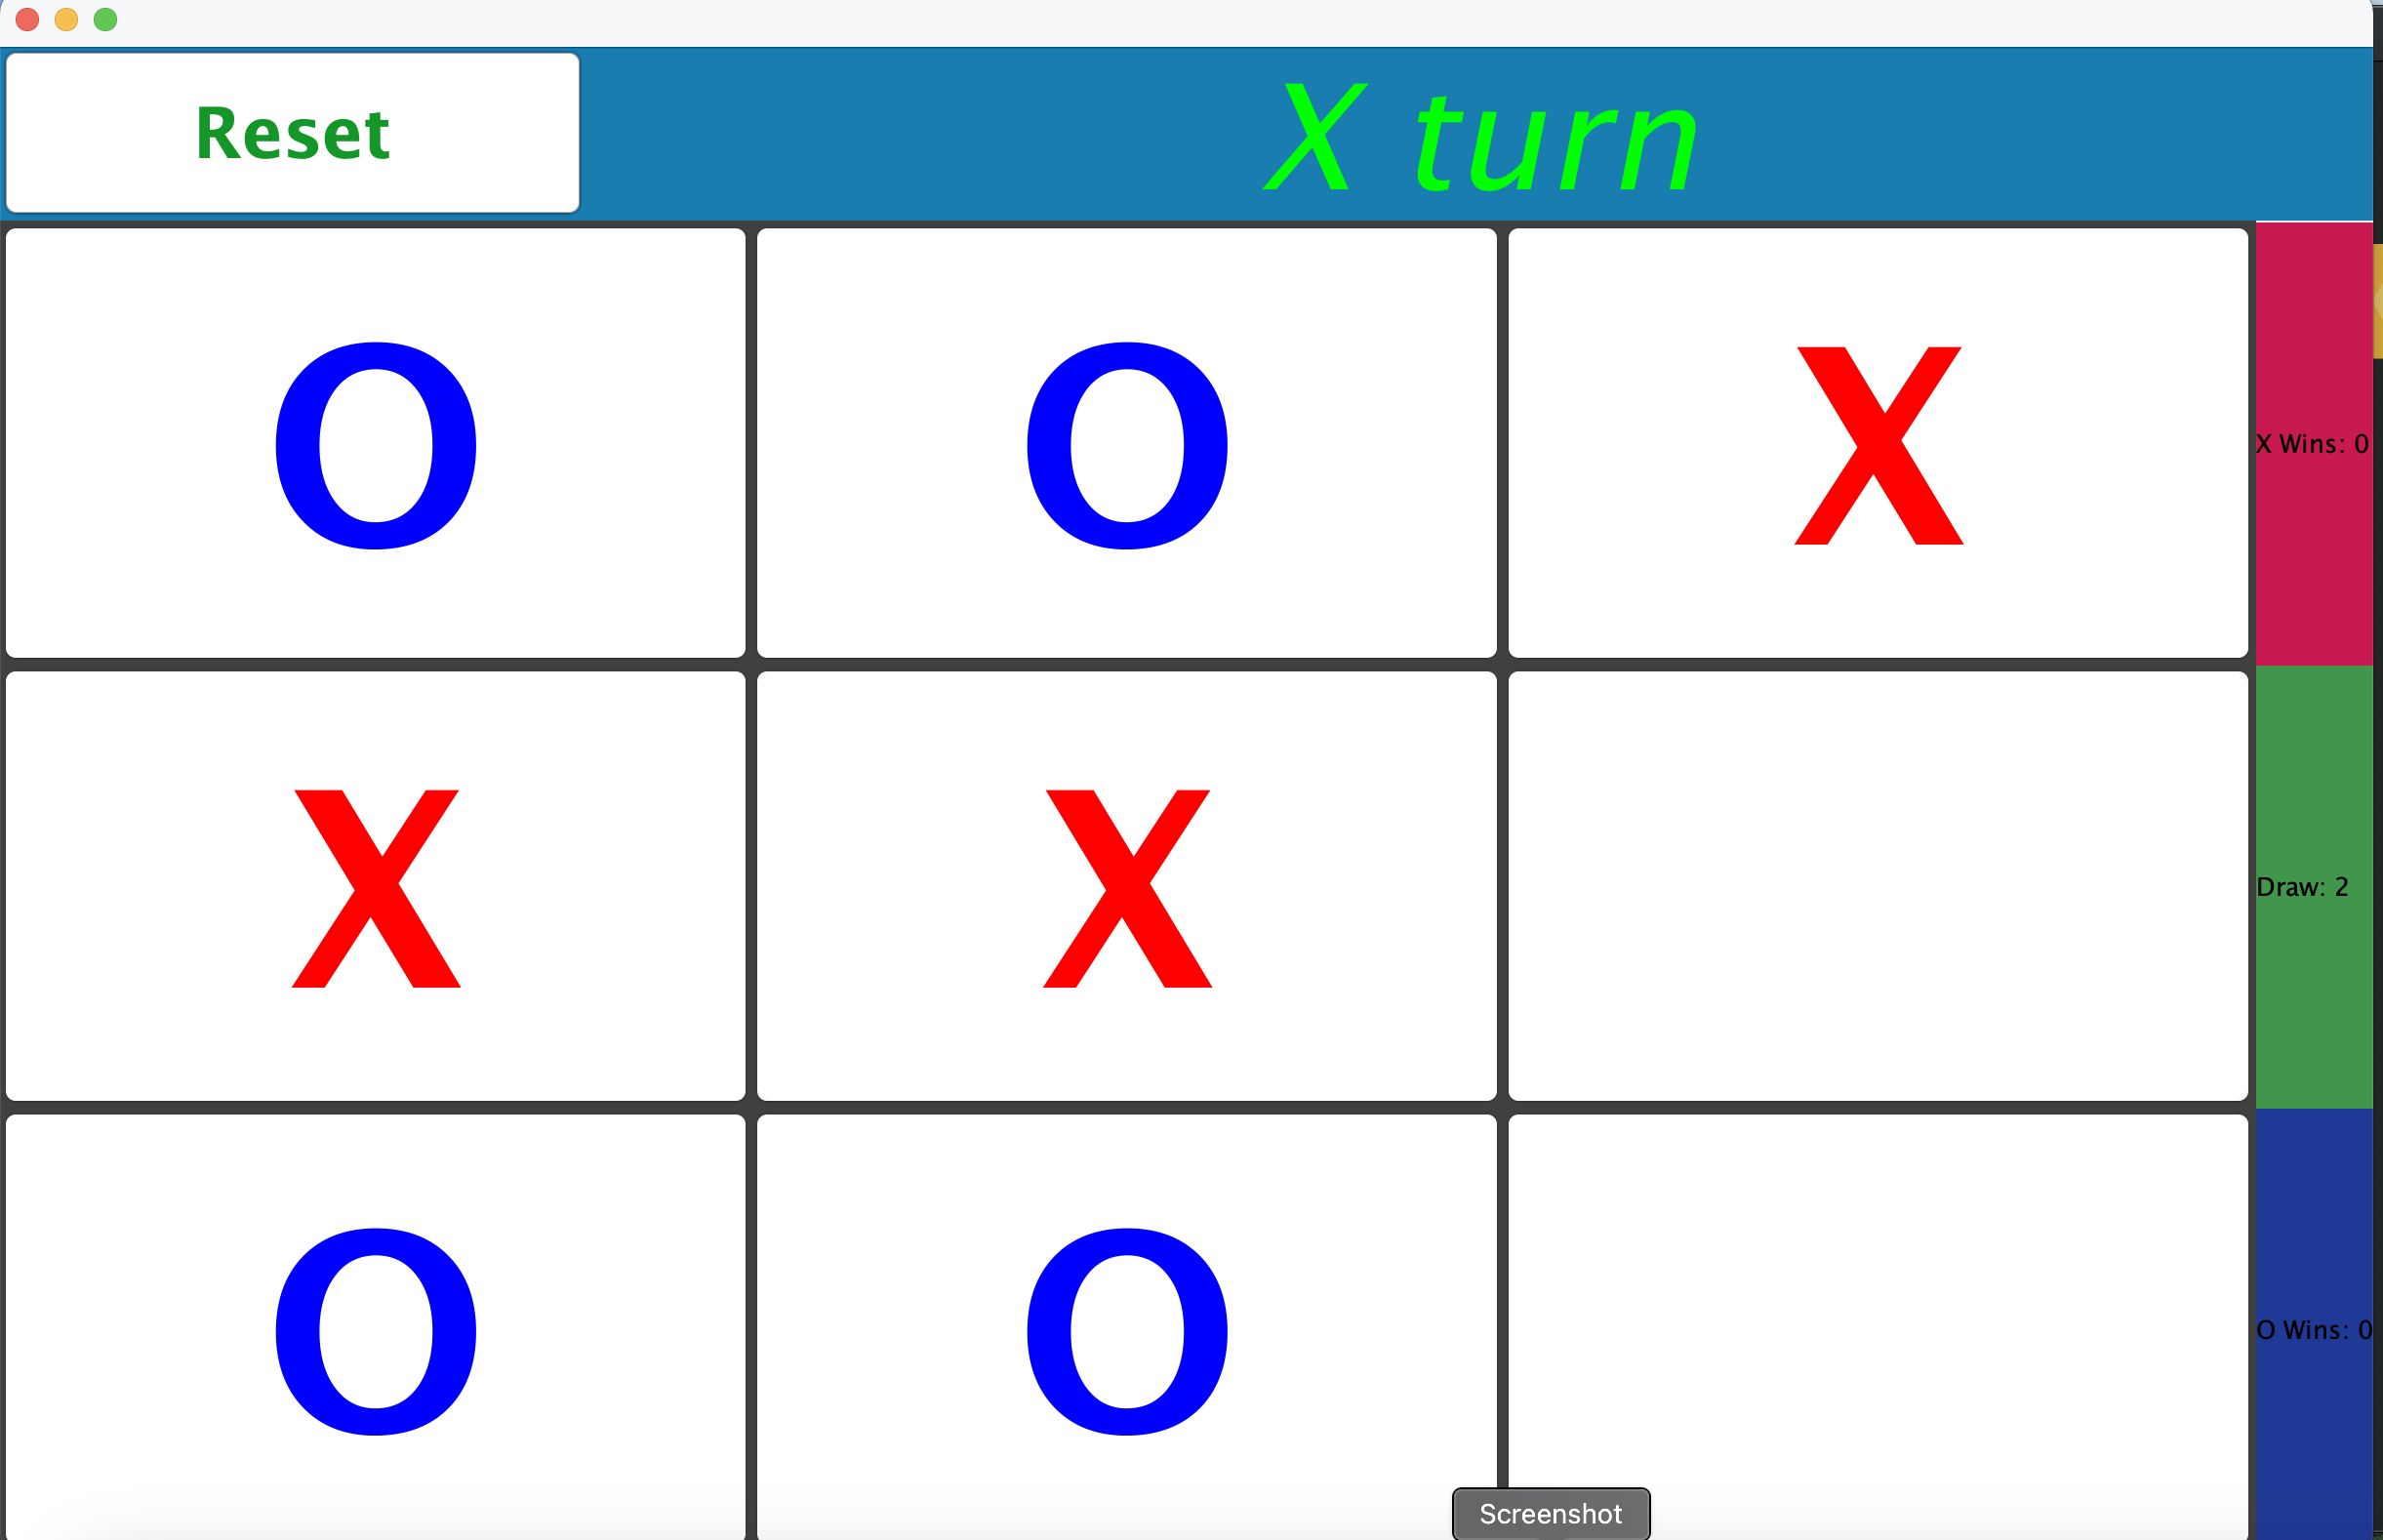 Reset
X turn
O O X
X Wins: 0
X X
Draw: 2
O O
O Wins: 0
Screenshot